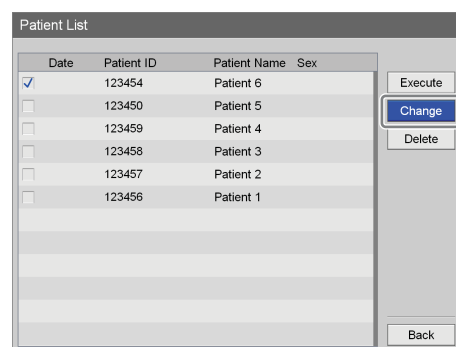 Patient List
Date Patient ID Patient Name Sex
123454 Patient 6
123450 Patient 5
123459 Patient 4
123458 Patient 3
123457 Patient 2
123456 Patient 1
Execute
Change
Delete
Back